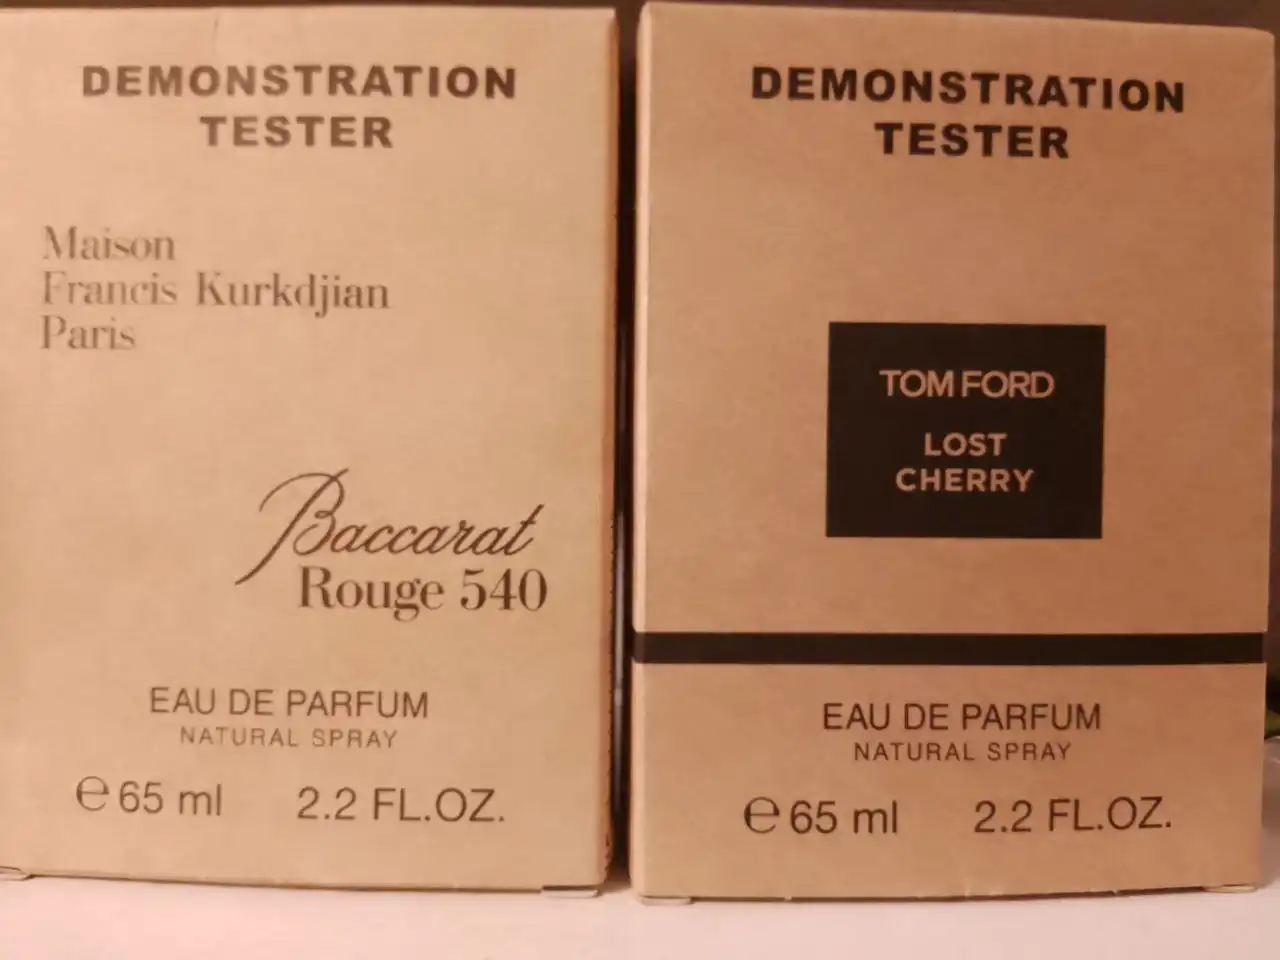 DEMONSTRATION
TESTER
Maison
Francis Kurkdjian
Paris
Baccarat
Rouge 540
EAU DE PARFUM
NATURAL SPRAY
℮ 65 ml 2.2 FL.OZ.
DEMONSTRATION
TESTER
TOM FORD
LOST
CHERRY
EAU DE PARFUM
NATURAL SPRAY
℮ 65 ml 2.2 FL.OZ.